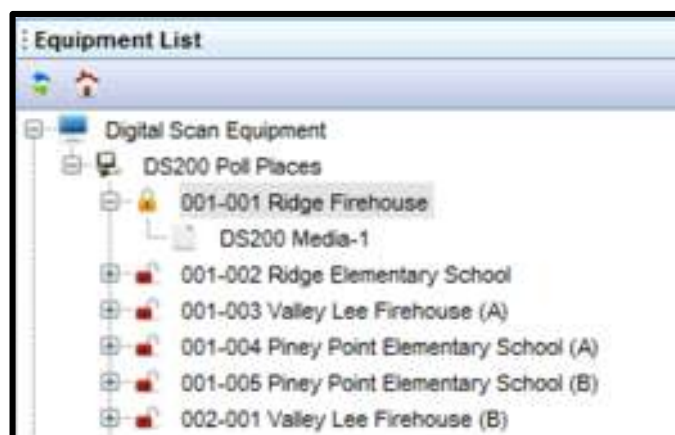 Equipment List
Digital Scan Equipment
DS200 Poll Places
001-001 Ridge Firehouse
DS200 Media-1
001-002 Ridge Elementary School
001-003 Valley Lee Firehouse (A)
001-004 Piney Point Elementary School (A)
001-005 Piney Point Elementary School (B)
002-001 Valley Lee Firehouse (B)